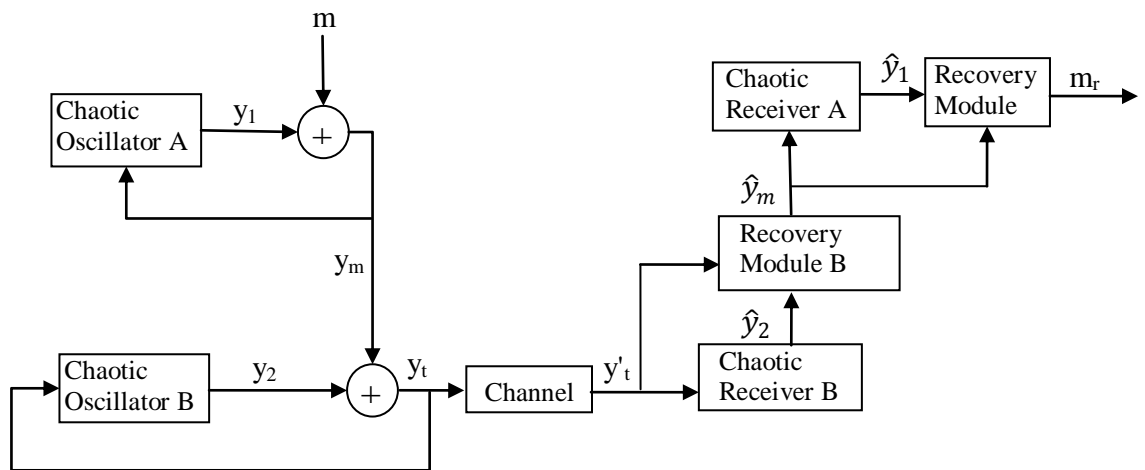 m
Chaotic
Oscillator A
y₁
+
yₘ
Chaotic
Oscillator B
y₂
+
yₜ
Channel
y'ₜ
Chaotic
Receiver A
ŷ₁
Recovery
Module
mᵣ
ŷₘ
Recovery
Module B
ŷ₂
Chaotic
Receiver B